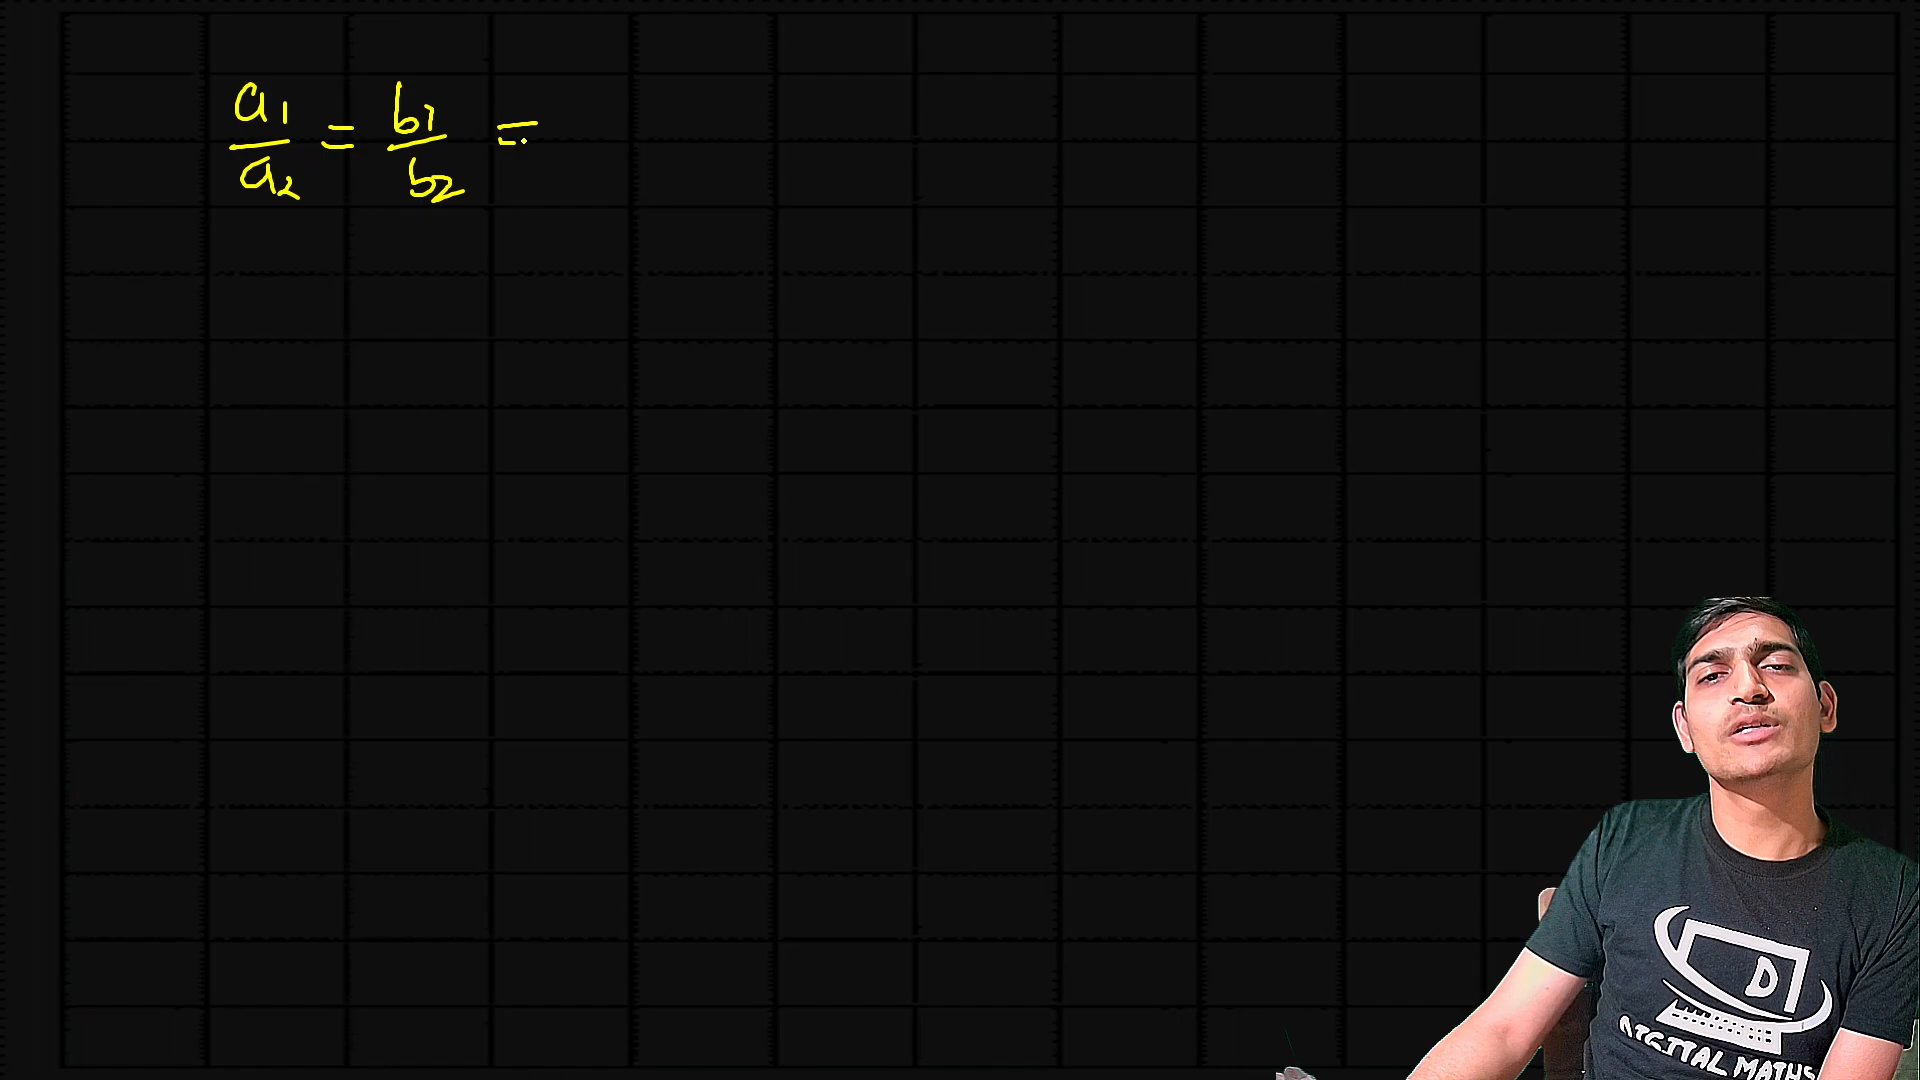 a1/a2 = b1/b2 =
D
DIGITAL MATHS